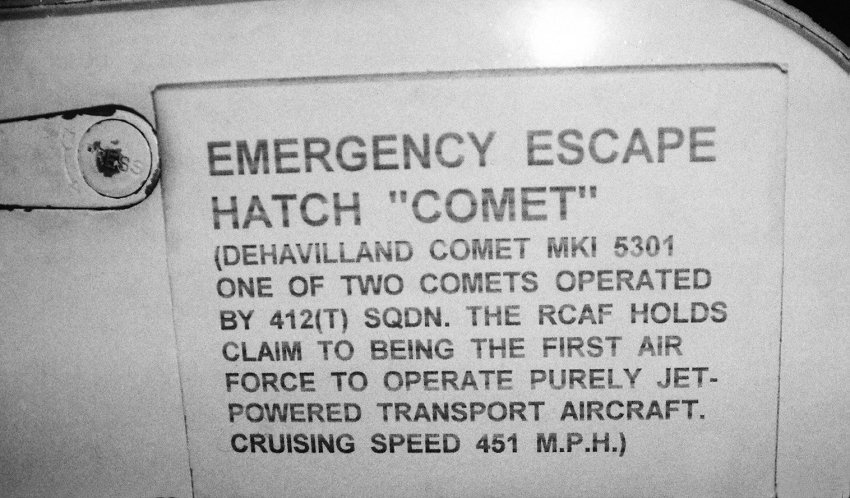 EMERGENCY ESCAPE
HATCH "COMET"
(DEHAVILLAND COMET MKI 5301
ONE OF TWO COMETS OPERATED
BY 412(T) SQDN. THE RCAF HOLDS
CLAIM TO BEING THE FIRST AIR
FORCE TO OPERATE PURELY JET-
POWERED TRANSPORT AIRCRAFT.
CRUISING SPEED 451 M.P.H.)